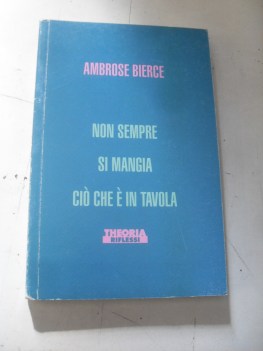 AMBROSE BIERCE
NON SEMPRE
SI MANGIA
CIÒ CHE È IN TAVOLA
THEORIA
RIFLESSI